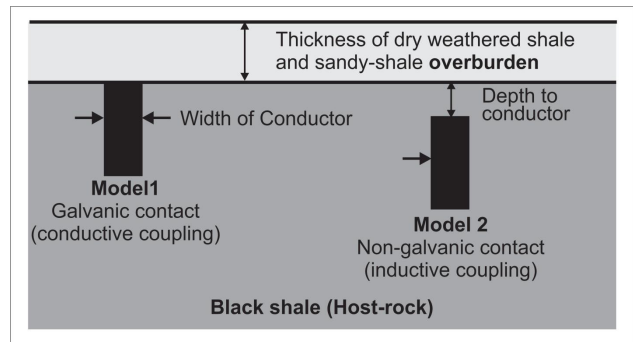 Thickness of dry weathered shale
and sandy-shale overburden
Width of Conductor
Depth to
conductor
Model1
Galvanic contact
(conductive coupling)
Model 2
Non-galvanic contact
(inductive coupling)
Black shale (Host-rock)